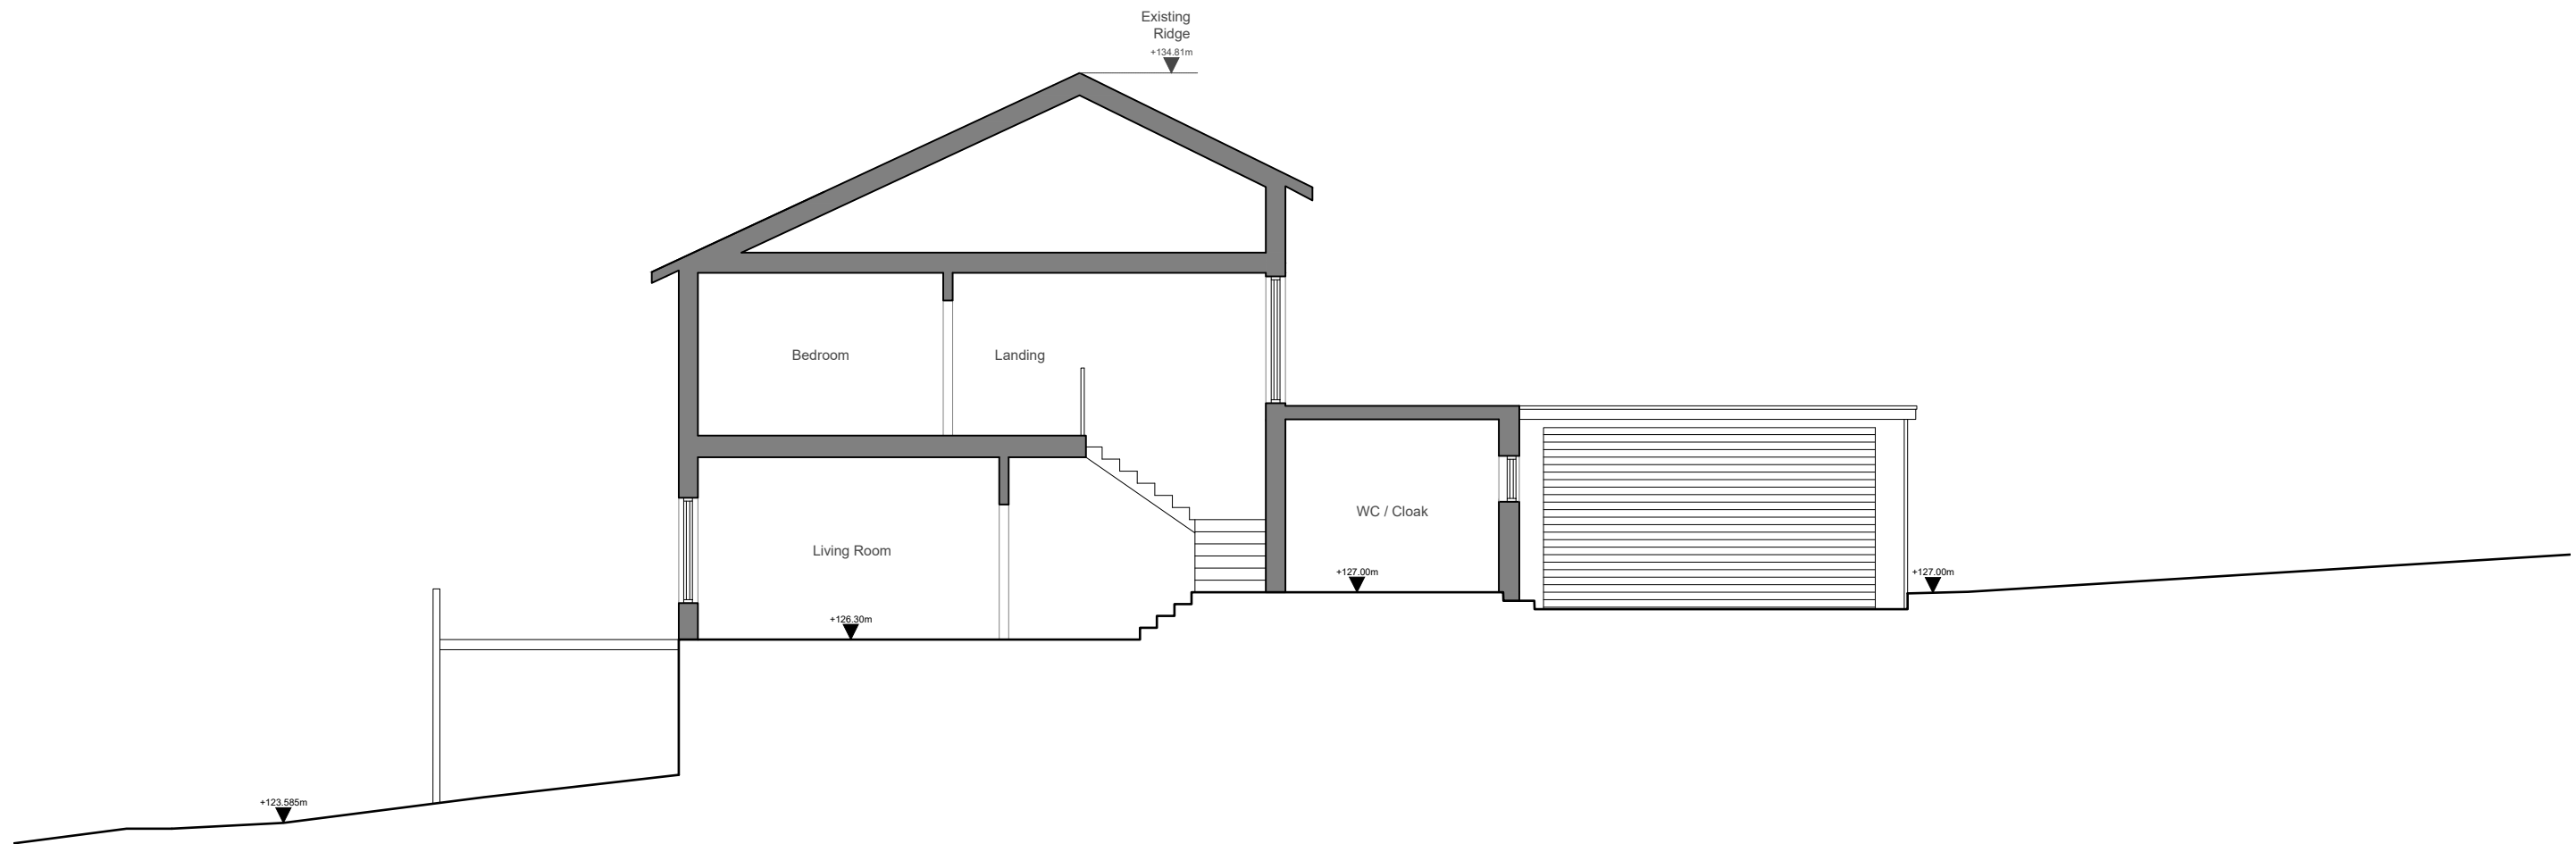 Existing
Ridge
+134.81m
Bedroom
Landing
WC / Cloak
Living Room
+127.00m
+127.00m
+126.30m
+123.585m